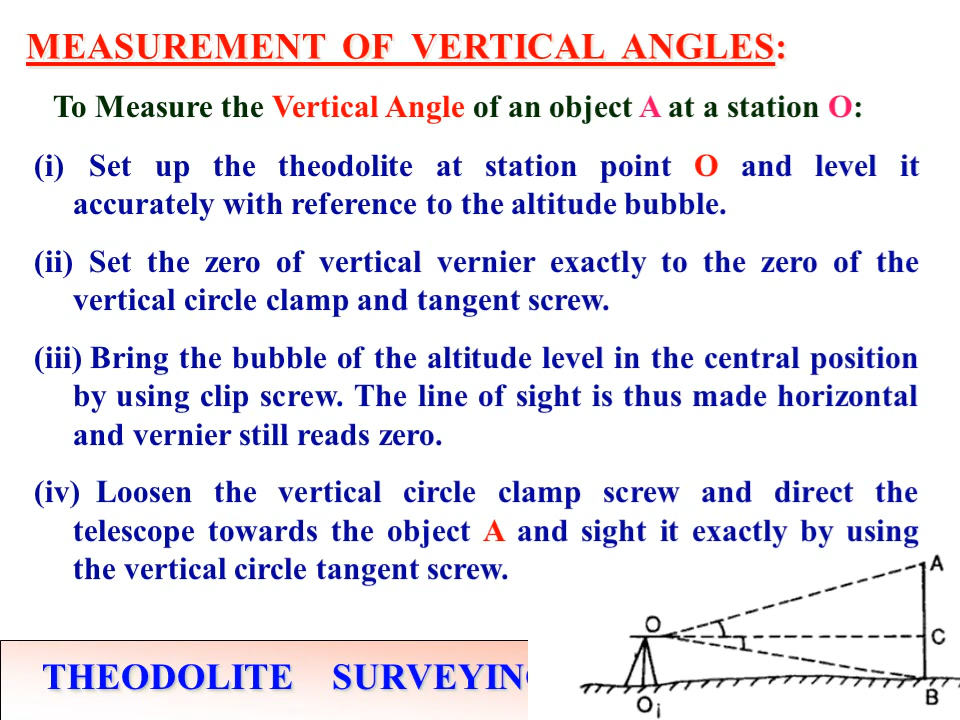 MEASUREMENT OF VERTICAL ANGLES:
To Measure the Vertical Angle of an object A at a station O:
(i) Set up the theodolite at station point O and level it
accurately with reference to the altitude bubble.
(ii) Set the zero of vertical vernier exactly to the zero of the
vertical circle clamp and tangent screw.
(iii) Bring the bubble of the altitude level in the central position
by using clip screw. The line of sight is thus made horizontal
and vernier still reads zero.
(iv) Loosen the vertical circle clamp screw and direct the
telescope towards the object A and sight it exactly by using
the vertical circle tangent screw.
A
O
C
B
O₁
THEODOLITE SURVEYING